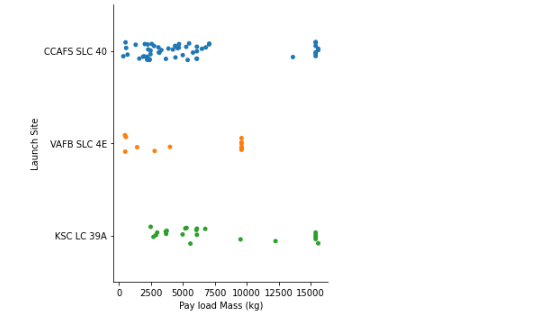 CCAFS SLC 40
VAFB SLC 4E
KSC LC 39A
Launch Site
0 2500 5000 7500 10000 12500 15000
Pay load Mass (kg)